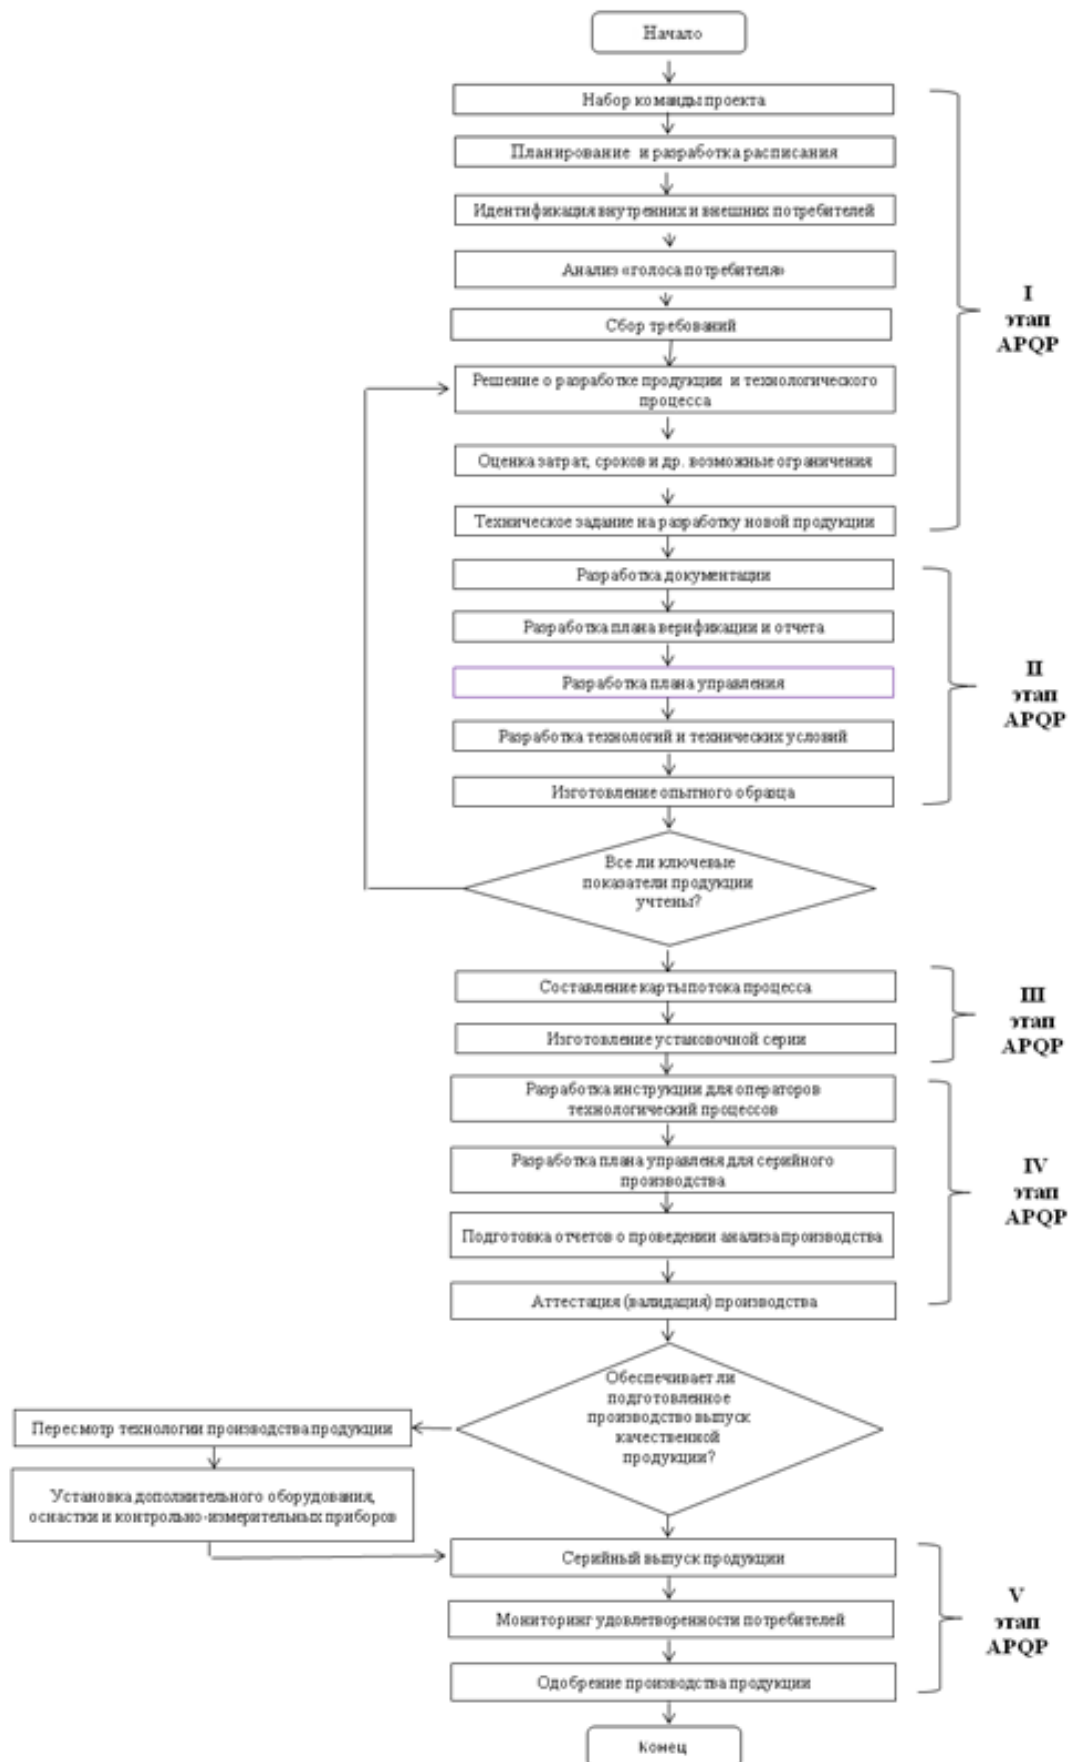 Начало
Набор команды проекта
Планирование и разработка расписания
Идентификация внутренних и внешних потребителей
Анализ «голоса потребителя»
Сбор требований
I
этап
APQP
Решение о разработке продукции и технологического
процесса
Оценка затрат, сроков и др. возможные ограничения
Техническое задание на разработку новой продукции
Разработка документации
Разработка плана верификации и отчета
Разработка плана управления
II
этап
APQP
Разработка технологий и технических условий
Изготовление опытного образца
Все ли ключевые
показатели продукции
учтены?
Составление карты потока процесса
Изготовление установочной серии
III
этап
APQP
Разработка инструкции для операторов
технологический процессов
Разработка плана управленя для серийного
производства
Подготовка отчетов о проведении анализа производства
Аттестация (валидация) производства
IV
этап
APQP
Обеспечивает ли
подготовленное
производство выпуск
качественной
продукции?
Пересмотр технологии производства продукции
Установка дополнительного оборудования,
оснастки и контрольно-измерительных приборов
Серийный выпуск продукции
Мониторинг удовлетворенности потребителей
Одобрение производства продукции
V
этап
APQP
Конец